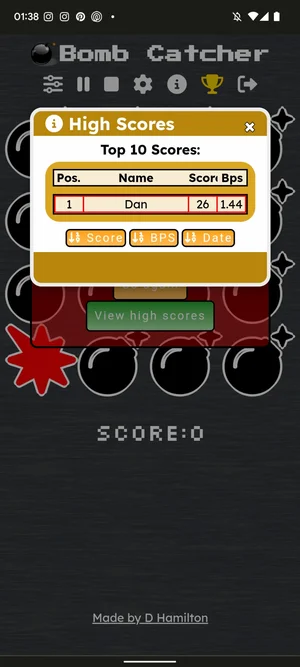 01:38
Bomb Catcher
High Scores
Top 10 Scores:
Pos. Name Score Bps
1 Dan 26 1.44
Score BPS Date
View high scores
SCORE:0
Made by D Hamilton